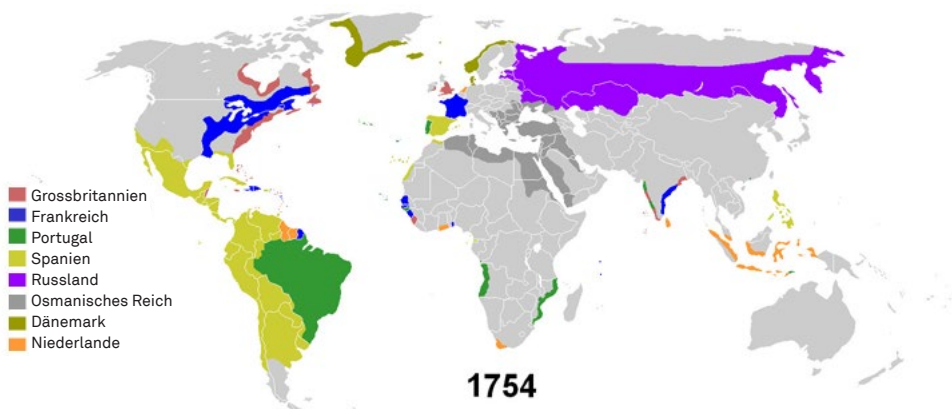 Grossbritannien
Frankreich
Portugal
Spanien
Russland
Osmanisches Reich
Dänemark
Niederlande
1754